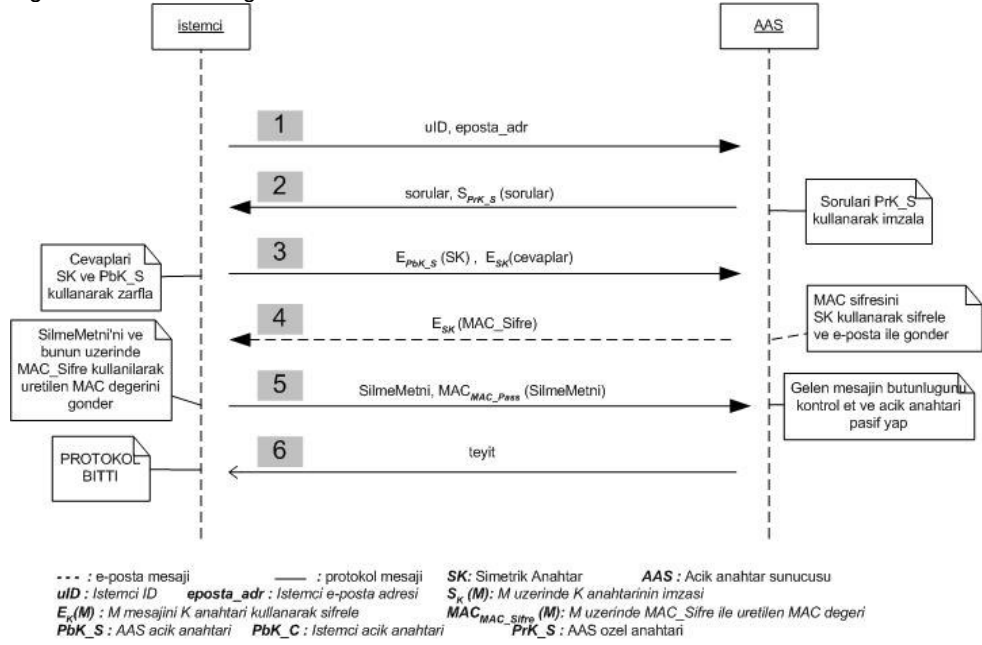 istemci
AAS
1
uID, eposta_adr
2
sorular, S_PrK_S (sorular)
Sorulari PrK_S
kullanarak imzala
3
E_PbK_S (SK) , E_SK(cevaplar)
Cevaplari
SK ve PbK_S
kullanarak zarfla
4
E_SK (MAC_Sifre)
MAC sifresini
SK kullanarak sifrele
ve e-posta ile gonder
SilmeMetni'ni ve
bunun uzerinde
MAC_Sifre kullanilarak
uretilen MAC degerini
gonder
5
SilmeMetni, MAC_MAC_Pass (SilmeMetni)
Gelen mesajin butunlugunu
kontrol et ve acik anahtari
pasif yap
6
teyit
PROTOKOL
BITTI
- - - : e-posta mesaji —— : protokol mesaji SK: Simetrik Anahtar AAS : Acik anahtar sunucusu
uID : Istemci ID eposta_adr : Istemci e-posta adresi S_K (M): M uzerinde K anahtarinin imzasi
E_K(M) : M mesajini K anahtari kullanarak sifrele MAC_MAC_Sifre (M): M uzerinde MAC_Sifre ile uretilen MAC degeri
PbK_S : AAS acik anahtari PbK_C : Istemci acik anahtari PrK_S : AAS ozel anahtari